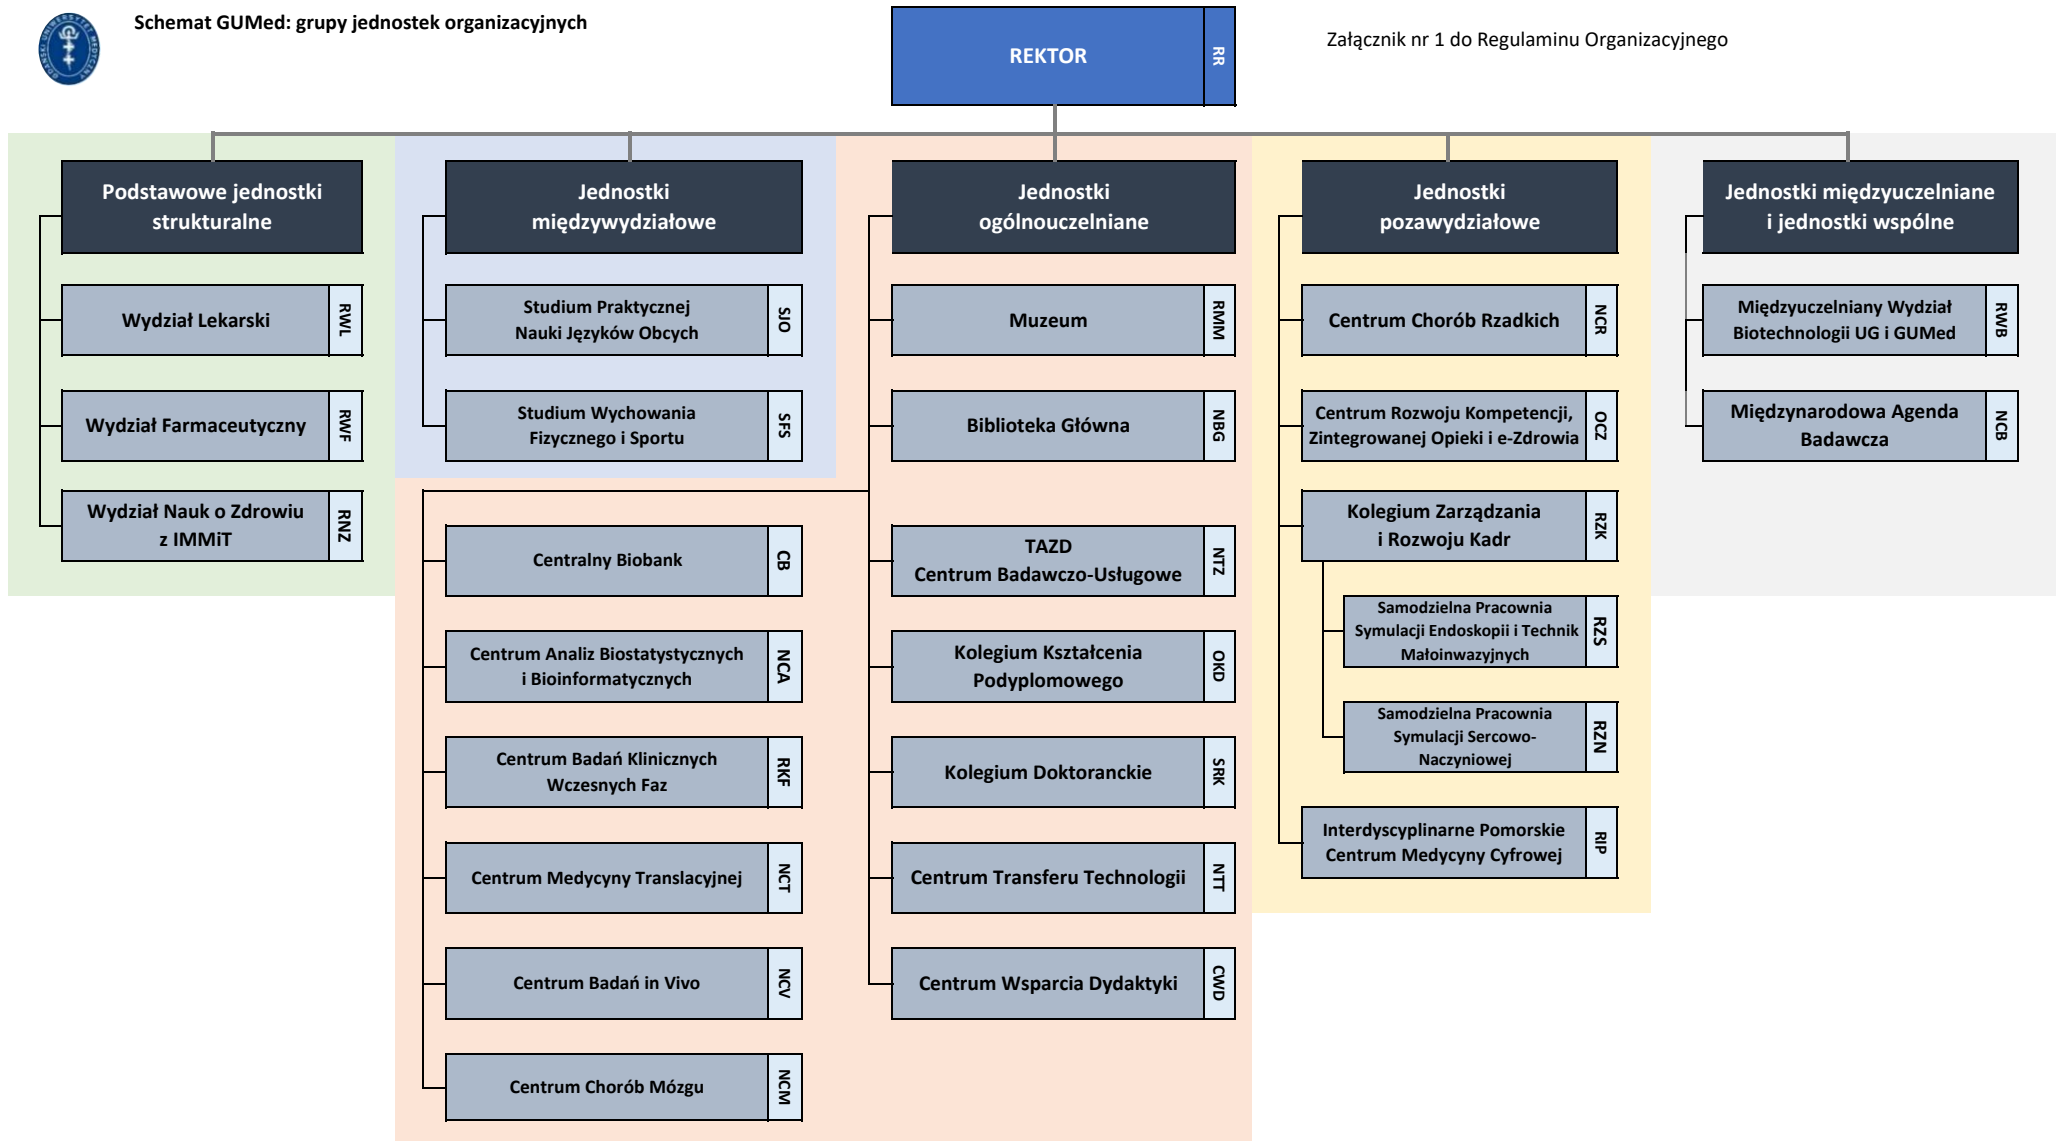 Schemat GUMed: grupy jednostek organizacyjnych
GDAŃSKI UNIWERSYTET MEDYCZNY
REKTOR
RR
Załącznik nr 1 do Regulaminu Organizacyjnego
Podstawowe jednostki
strukturalne
Wydział Lekarski
RWL
Wydział Farmaceutyczny
RWF
Wydział Nauk o Zdrowiu
z IMMiT
RNZ
Jednostki
międzywydziałowe
Studium Praktycznej
Nauki Języków Obcych
SJO
Studium Wychowania
Fizycznego i Sportu
SFS
Jednostki
ogólnouczelniane
Muzeum
RMM
Biblioteka Główna
NBG
Centralny Biobank
CB
Centrum Analiz Biostatystycznych
i Bioinformatycznych
NCA
Centrum Badań Klinicznych
Wczesnych Faz
RKF
Centrum Medycyny Translacyjnej
NCT
Centrum Badań in Vivo
NCV
Centrum Chorób Mózgu
NCM
TAZD
Centrum Badawczo-Usługowe
NTZ
Kolegium Kształcenia
Podyplomowego
OKD
Kolegium Doktoranckie
SRK
Centrum Transferu Technologii
NTT
Centrum Wsparcia Dydaktyki
CWD
Jednostki
pozawydziałowe
Centrum Chorób Rzadkich
NCR
Centrum Rozwoju Kompetencji,
Zintegrowanej Opieki i e-Zdrowia
OCZ
Kolegium Zarządzania
i Rozwoju Kadr
RZK
Samodzielna Pracownia
Symulacji Endoskopii i Technik
Małoinwazyjnych
RZS
Samodzielna Pracownia
Symulacji Sercowo-
Naczyniowej
RZN
Interdyscyplinarne Pomorskie
Centrum Medycyny Cyfrowej
RIP
Jednostki międzyuczelniane
i jednostki wspólne
Międzyuczelniany Wydział
Biotechnologii UG i GUMed
RWB
Międzynarodowa Agenda
Badawcza
NCB